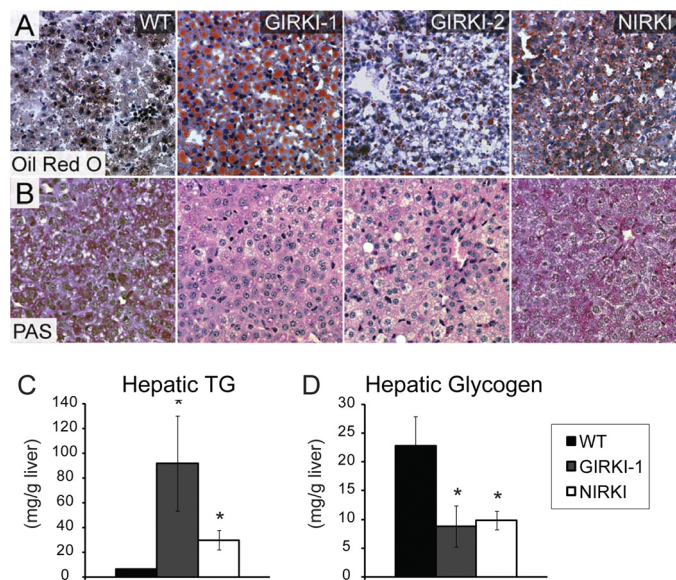 A WT GIRKI-1 GIRKI-2 NIRKI
Oil Red O
B
PAS
C Hepatic TG
(mg/g liver)
140
120
100
80
60
40
20
0
*
*
D Hepatic Glycogen
(mg/g liver)
30
25
20
15
10
5
0
* *
WT
GIRKI-1
NIRKI